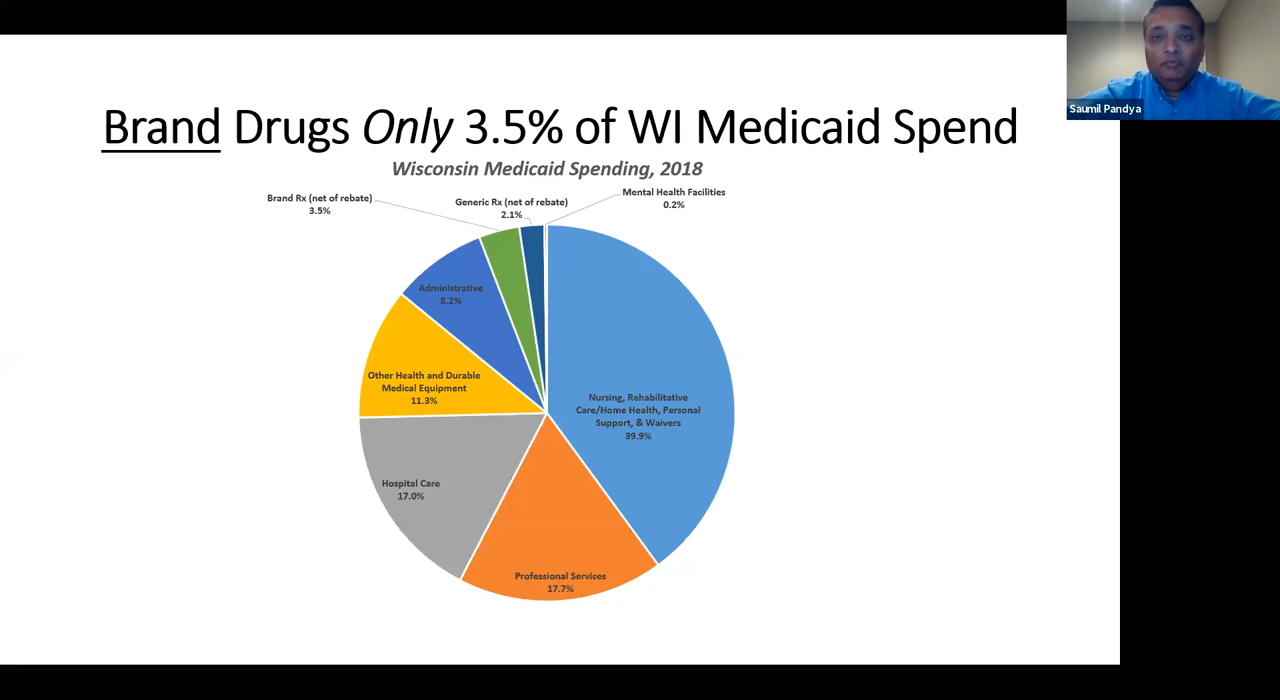 Saumil Pandya
Brand Drugs Only 3.5% of WI Medicaid Spend
Wisconsin Medicaid Spending, 2018
Brand Rx (net of rebate)
3.5%
Generic Rx (net of rebate)
2.1%
Mental Health Facilities
0.2%
Administrative
8.2%
Other Health and Durable
Medical Equipment
11.3%
Nursing, Rehabilitative
Care/Home Health, Personal
Support, & Waivers
39.9%
Hospital Care
17.0%
Professional Services
17.7%